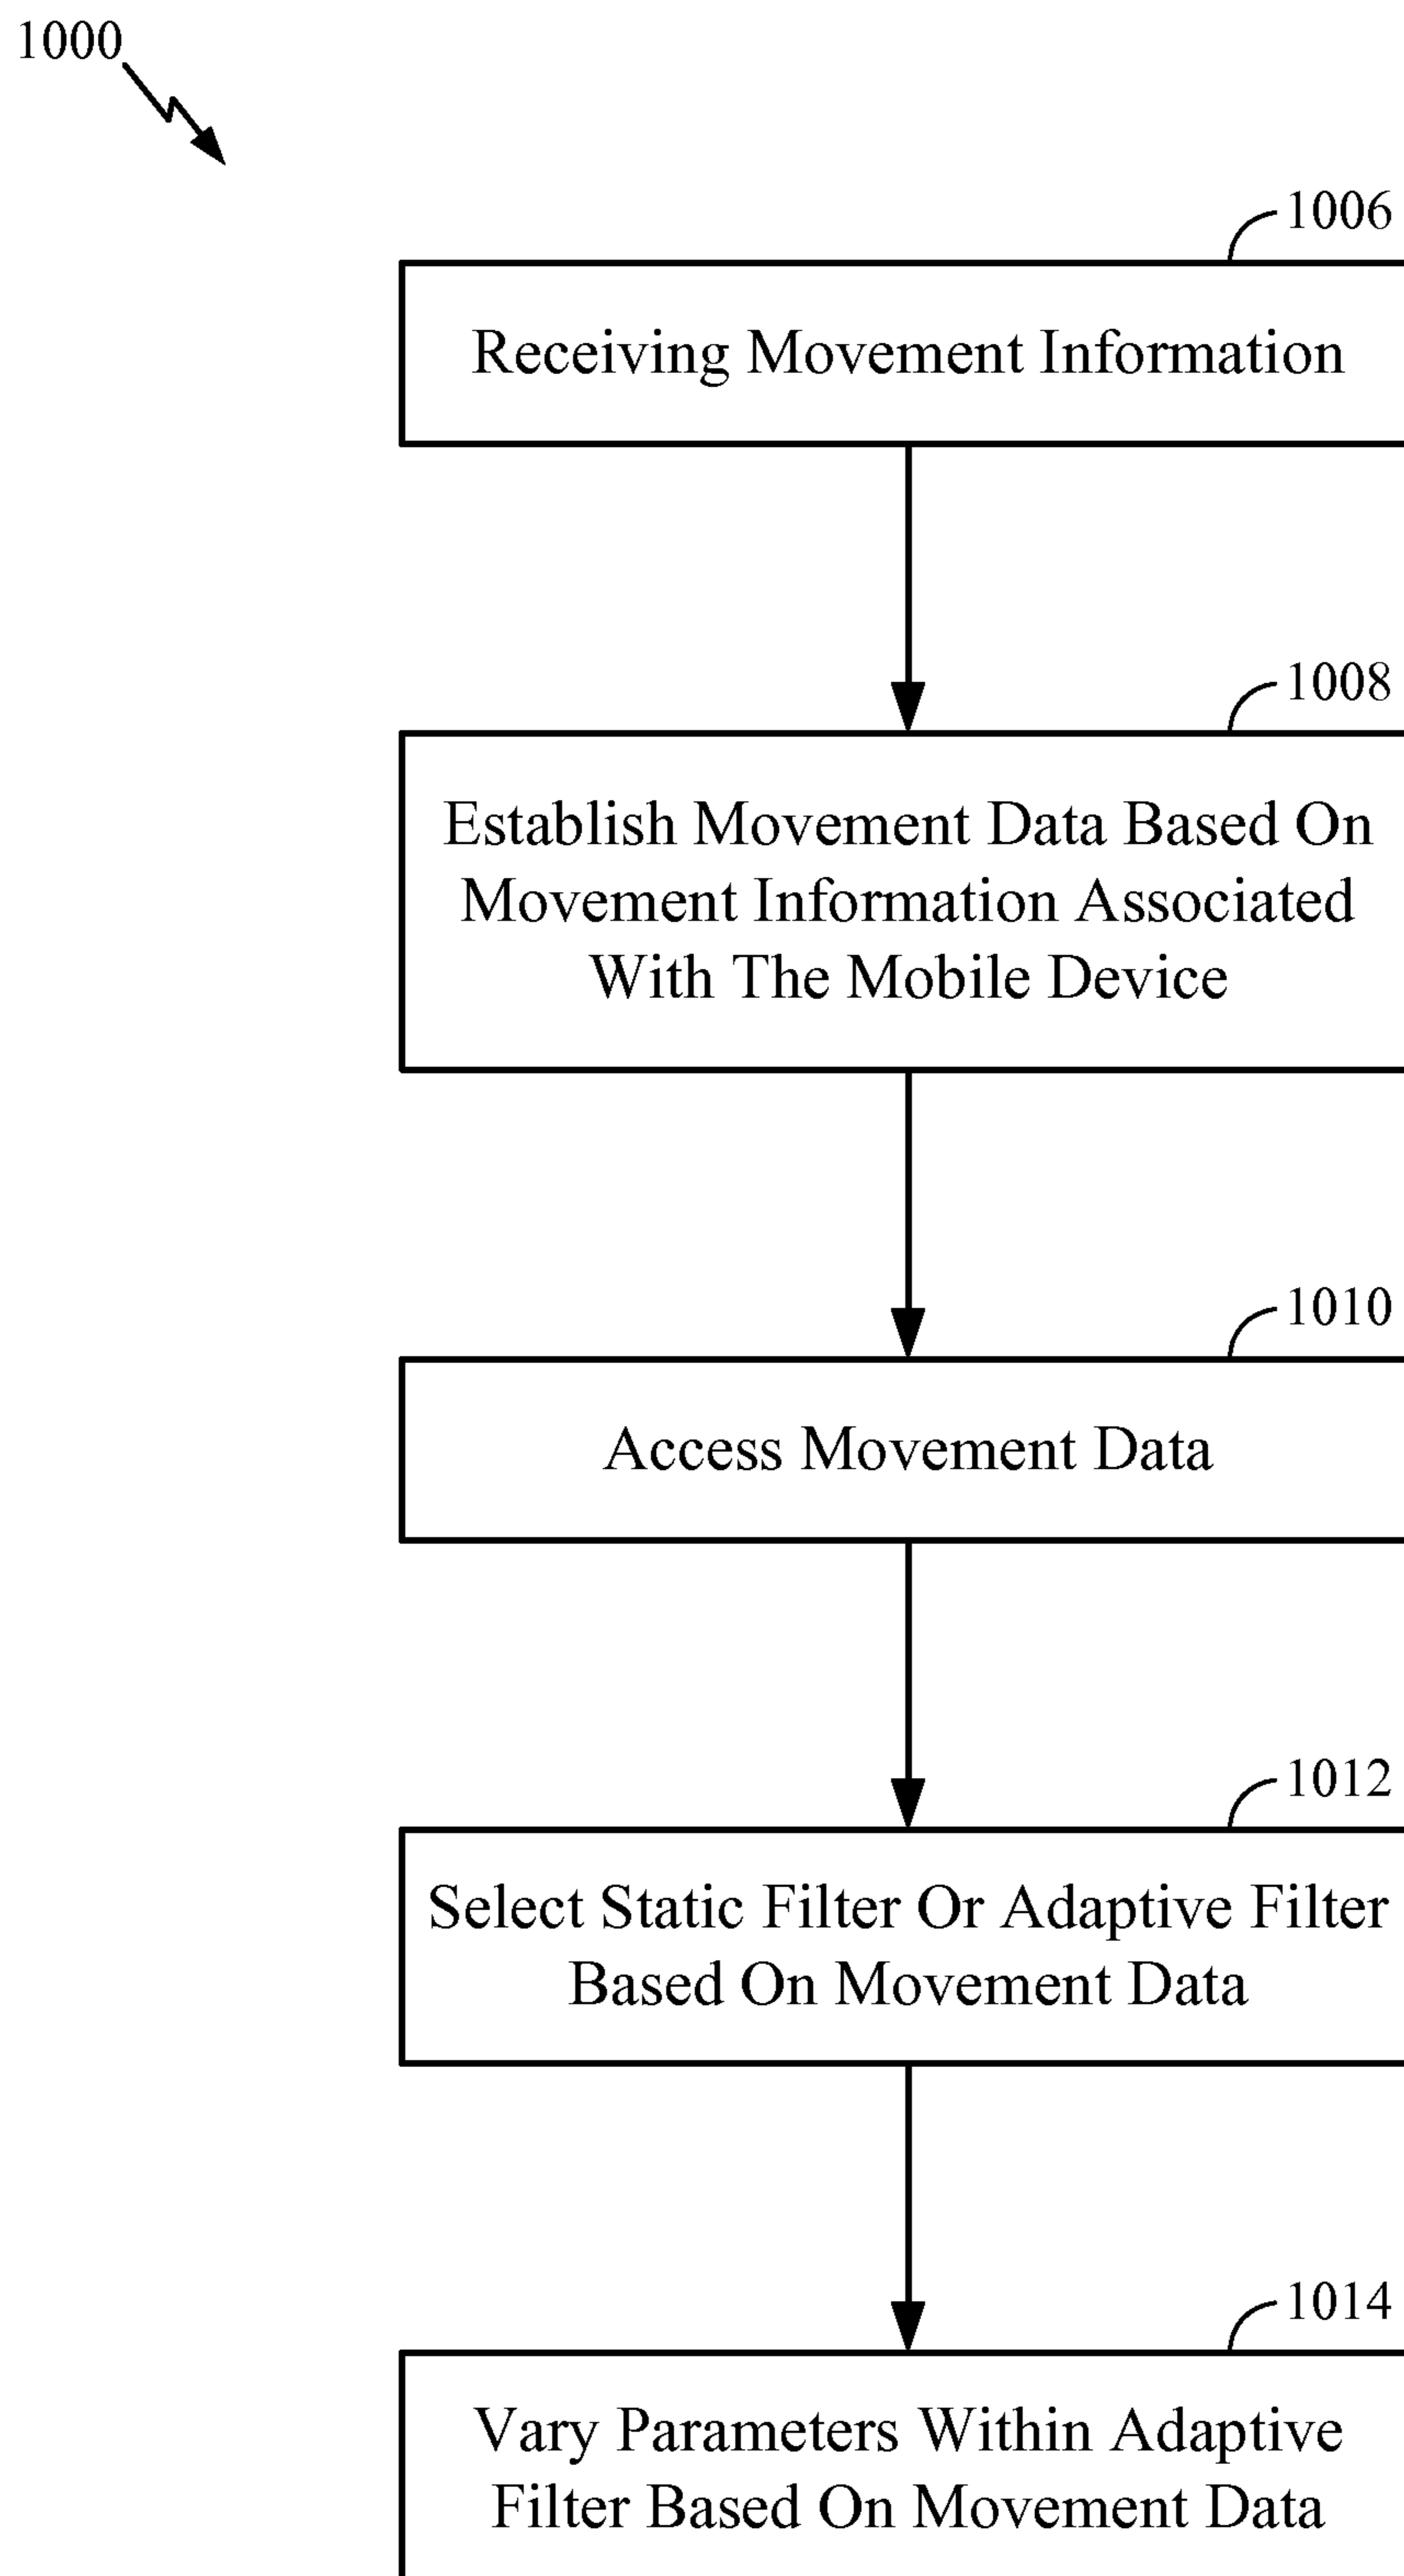 1000
1006
Receiving Movement Information
1008
Establish Movement Data Based On
Movement Information Associated
With The Mobile Device
1010
Access Movement Data
1012
Select Static Filter Or Adaptive Filter
Based On Movement Data
1014
Vary Parameters Within Adaptive
Filter Based On Movement Data